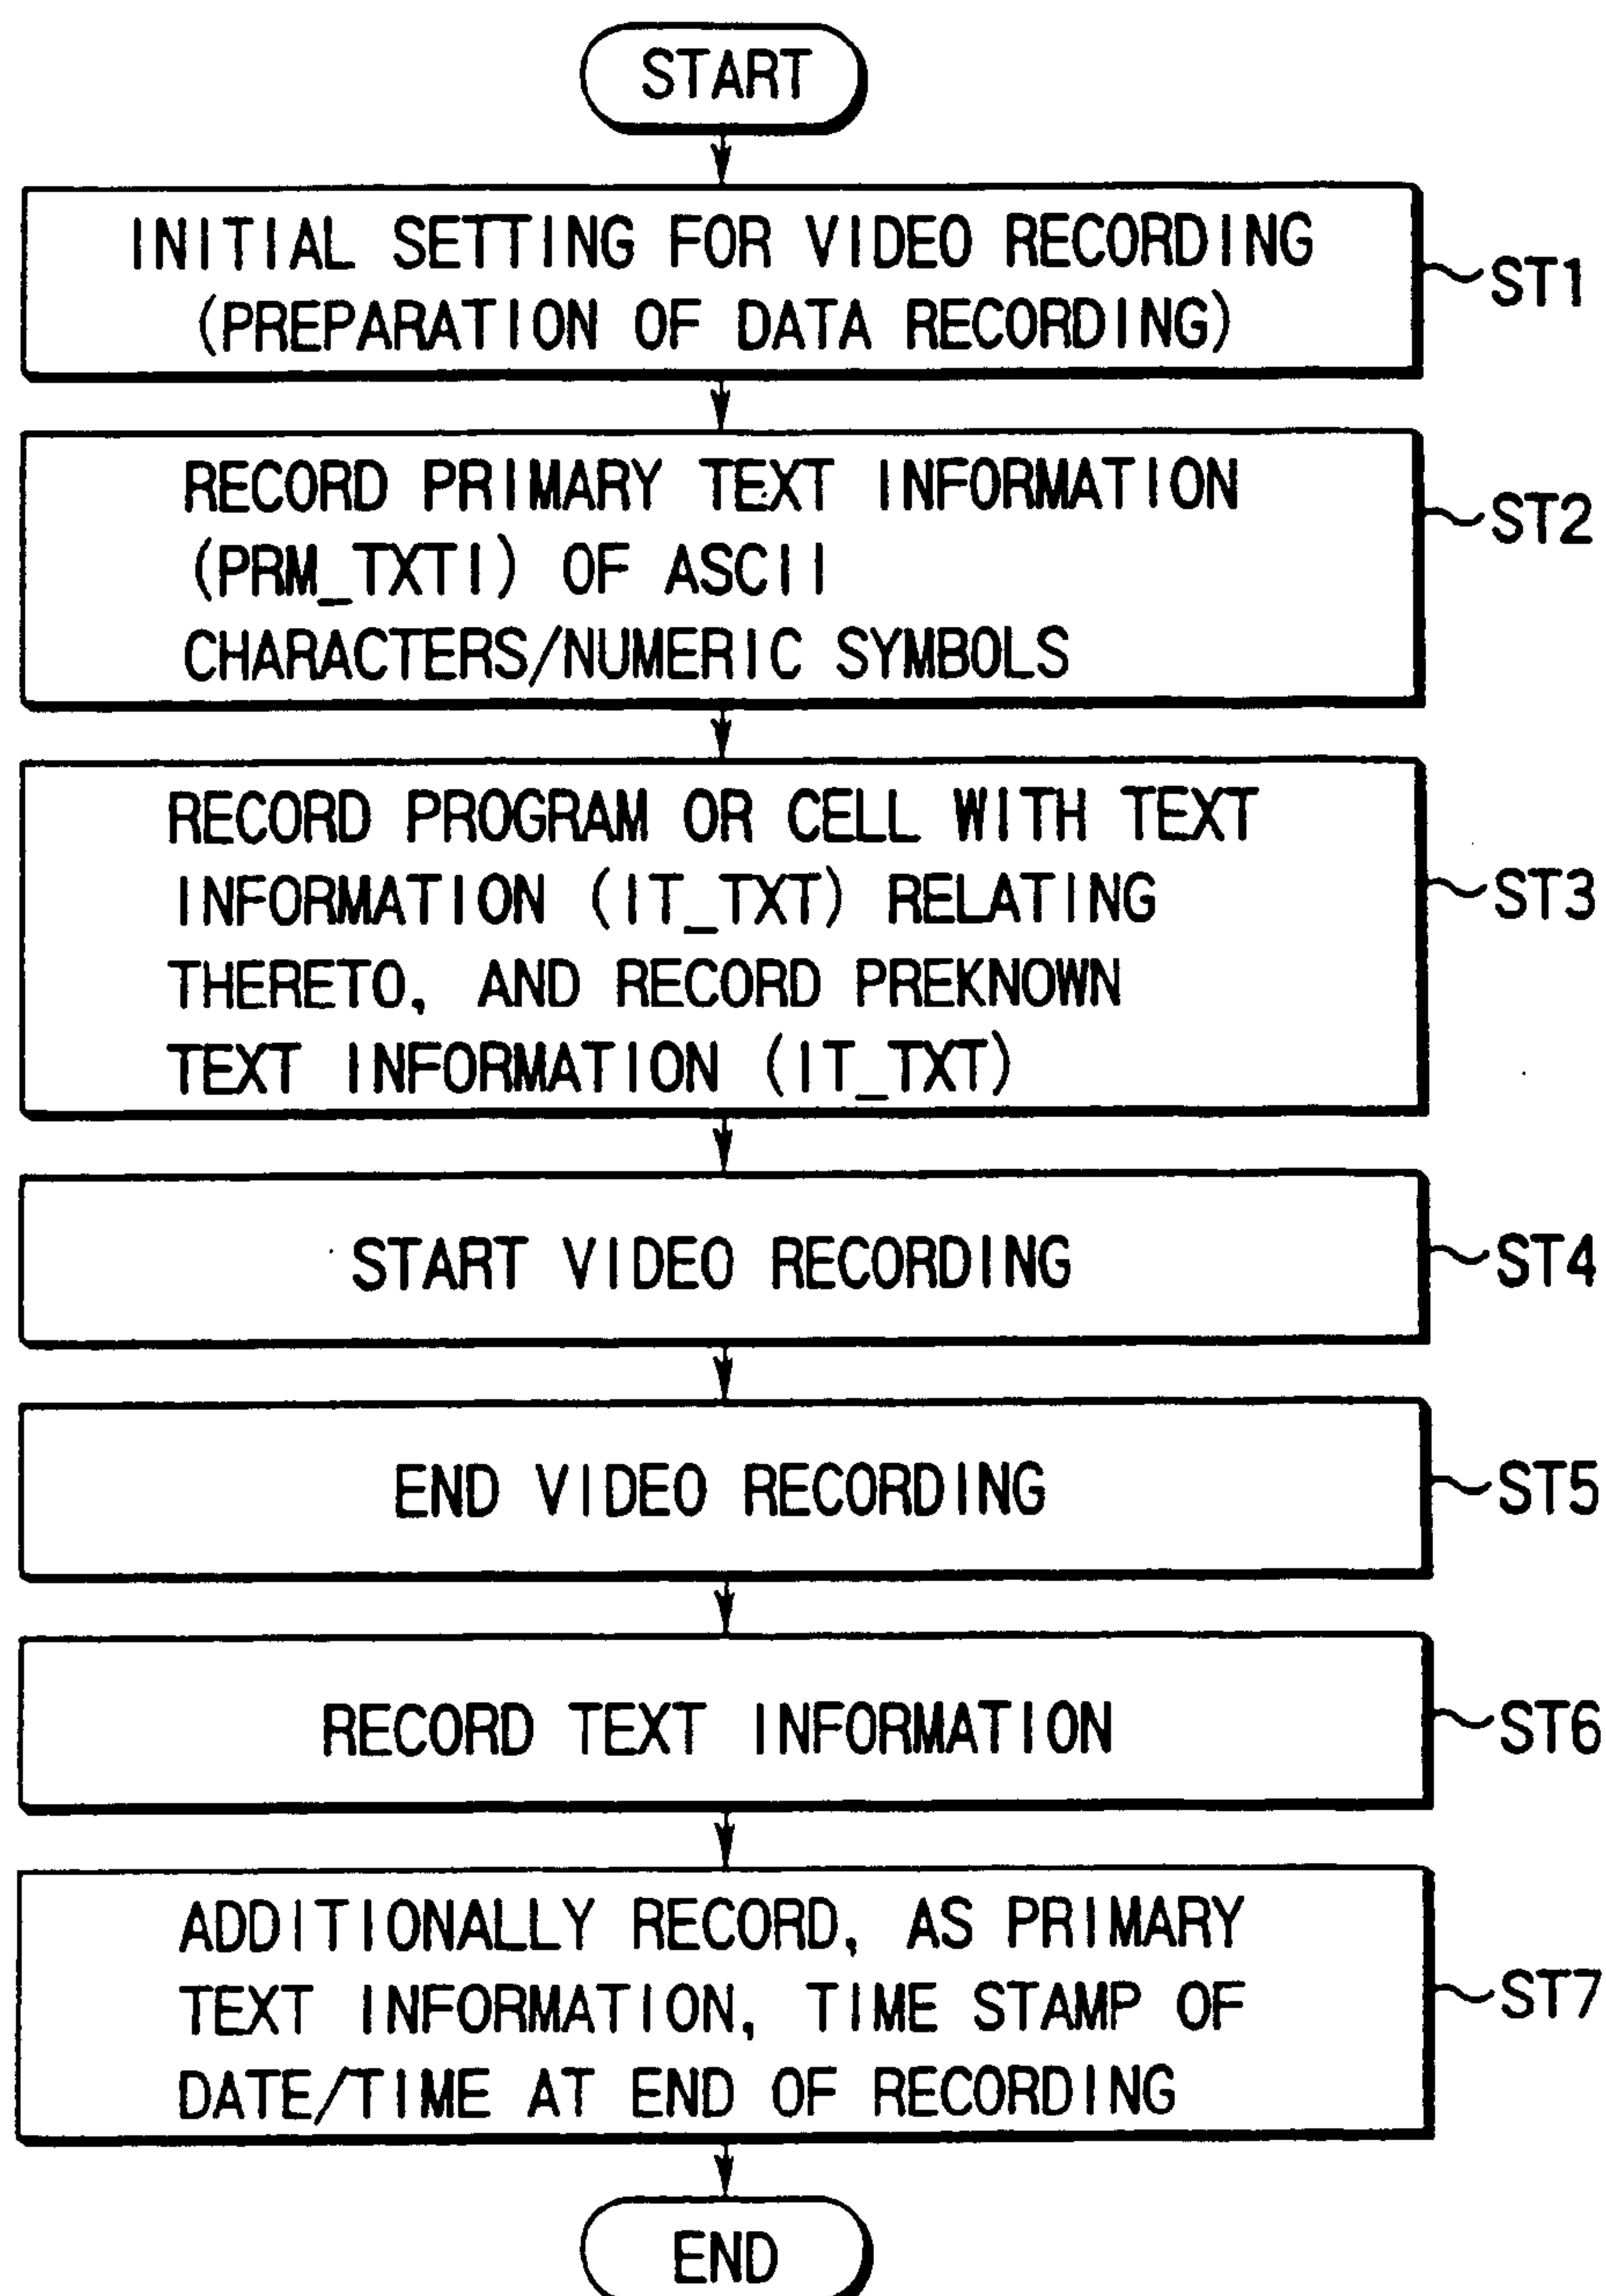 START
INITIAL SETTING FOR VIDEO RECORDING
(PREPARATION OF DATA RECORDING)
ST1
RECORD PRIMARY TEXT INFORMATION
(PRM_TXTI) OF ASCII
CHARACTERS/NUMERIC SYMBOLS
ST2
RECORD PROGRAM OR CELL WITH TEXT
INFORMATION (IT_TXT) RELATING
THERETO, AND RECORD PREKNOWN
TEXT INFORMATION (IT_TXT)
ST3
START VIDEO RECORDING
ST4
END VIDEO RECORDING
ST5
RECORD TEXT INFORMATION
ST6
ADDITIONALLY RECORD, AS PRIMARY
TEXT INFORMATION, TIME STAMP OF
DATE/TIME AT END OF RECORDING
ST7
END